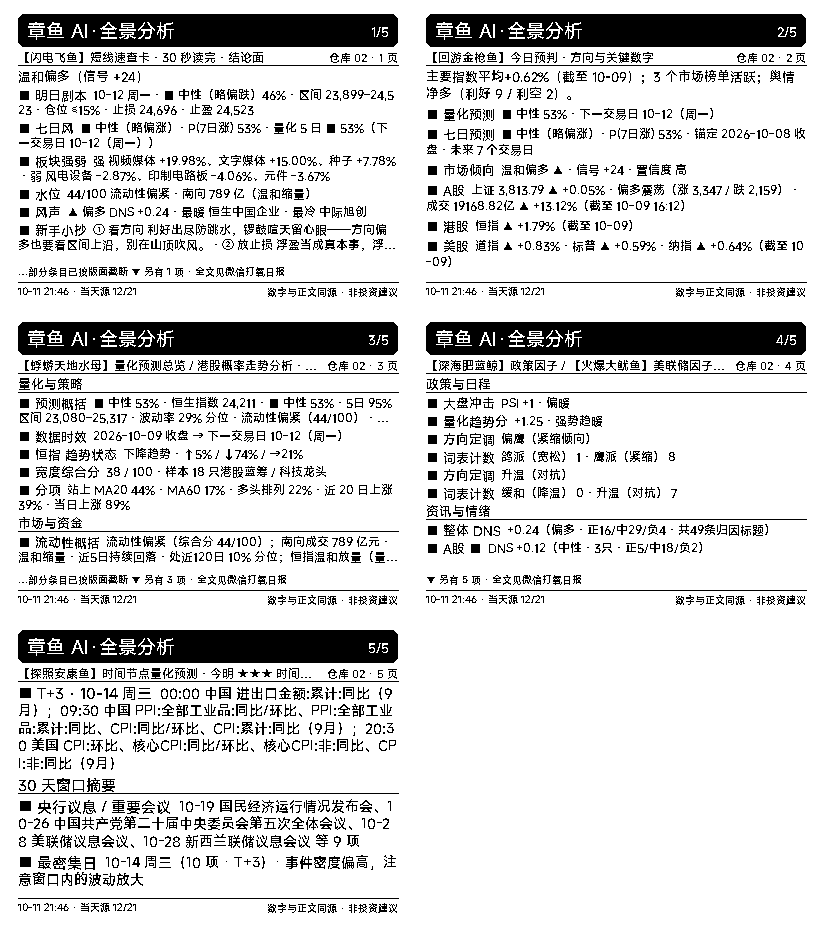 章鱼 AI·全景分析 1/5
【闪电飞鱼】短线速查卡 · 30 秒读完 · 结论面 仓库 02 · 1 页
温和偏多（信号 +24）
■ 明日剧本 10-12 周一 · ■ 中性（略偏跌）46% · 区间 23,899–24,5
23 · 仓位 ≤15% · 止损 24,696 · 止盈 24,523
■ 七日风 ■ 中性（略偏涨）· P(7日涨) 53% · 量化 5 日 ■ 53%（下
一交易日 10-12（周一））
■ 板块强弱 强 视频媒体 +19.98%、文字媒体 +15.00%、种子 +7.78%
· 弱 风电设备 -2.87%、印制电路板 -4.06%、元件 -3.67%
■ 水位 44/100 流动性偏紧 · 南向 789 亿（温和缩量）
■ 风声 ▲ 偏多 DNS +0.24 · 最暖 恒生中国企业 · 最冷 中际旭创
■ 新手小抄 ① 看方向 利好出尽防跳水，锣鼓喧天留心眼——方向偏
多也要看区间上沿，别在山顶吹风。 · ② 放止损 浮盈当成真本事，浮…
…部分条目已按版面截断 ▼ 另有 1 项 · 全文见微信打氨日报
10-11 21:46 · 当天源 12/21 数字与正文同源 · 非投资建议
章鱼 AI·全景分析 2/5
【回游金枪鱼】今日预判 · 方向与关键数字 仓库 02 · 2 页
主要指数平均+0.62%（截至 10-09）；3 个市场榜单活跃；舆情
净多（利好 9 / 利空 2）。
■ 量化预测 ■ 中性 53% · 下一交易日 10-12（周一）
■ 七日预测 ■ 中性（略偏涨）· P(7日涨) 53% · 锚定 2026-10-08 收
盘 · 未来 7 个交易日
■ 市场倾向 温和偏多 ▲ · 信号 +24 · 置信度 高
■ A股 上证 3,813.79 ▲ +0.05% · 偏多震荡（涨 3,347 / 跌 2,159） ·
成交 19168.82亿 ▲ +13.12%（截至 10-09 16:12）
■ 港股 恒指 ▲ +1.79%（截至 10-09）
■ 美股 道指 ▲ +0.83% · 标普 ▲ +0.59% · 纳指 ▲ +0.64%（截至 10
-09）
10-11 21:46 · 当天源 12/21 数字与正文同源 · 非投资建议
章鱼 AI·全景分析 3/5
【蜉蝣天地水母】量化预测总览 / 港股概率走势分析 · … 仓库 02 · 3 页
量化与策略
■ 预测概括 ■ 中性 53% · 恒生指数 24,211 · ■ 中性 53% · 5日 95%
区间 23,080–25,317 · 波动率 29% 分位 · 流动性偏紧（44/100） · …
■ 数据时效 2026-10-09 收盘 → 下一交易日 10-12（周一）
■ 恒指 趋势状态 下降趋势 · ↑5% / ↓74% / →21%
■ 宽度综合分 38 / 100 · 样本 18 只港股蓝筹 / 科技龙头
■ 分项 站上 MA20 44% · MA60 17% · 多头排列 22% · 近 20 日上涨
39% · 当日上涨 89%
市场与资金
■ 流动性概括 流动性偏紧（综合分 44/100）；南向成交 789 亿元 ·
温和缩量 · 近5日持续回落 · 处近120日 10% 分位；恒指温和放量（量…
…部分条目已按版面截断 ▼ 另有 3 项 · 全文见微信打氨日报
10-11 21:46 · 当天源 12/21 数字与正文同源 · 非投资建议
章鱼 AI·全景分析 4/5
【深海肥蓝鲸】政策因子 / 【火爆大鱿鱼】美联储因子… 仓库 02 · 4 页
政策与日程
■ 大盘冲击 PSI +1 · 偏暖
■ 量化趋势分 +1.25 · 强势趋暖
■ 方向定调 偏鹰（紧缩倾向）
■ 词表计数 鸽派（宽松） 1 · 鹰派（紧缩） 8
■ 方向定调 升温（对抗）
■ 词表计数 缓和（降温） 0 · 升温（对抗） 7
资讯与情绪
■ 整体 DNS +0.24（偏多 · 正16/中29/负4 · 共49条归因标题）
■ A股 ■ DNS +0.12（中性 · 3只 · 正5/中18/负2）
▼ 另有 5 项 · 全文见微信打氨日报
10-11 21:46 · 当天源 12/21 数字与正文同源 · 非投资建议
章鱼 AI·全景分析 5/5
【探照安康鱼】时间节点量化预测 · 今明 ★★★ 时间… 仓库 02 · 5 页
■ T+3 · 10-14 周三 00:00 中国 进出口金额:累计:同比（9
月）；09:30 中国 PPI:全部工业品:同比/环比、PPI:全部工业
品:累计:同比、CPI:同比/环比、CPI:累计:同比（9月）；20:3
0 美国 CPI:环比、核心CPI:同比/环比、核心CPI:非:同比、CP
I:非:同比（9月）
30 天窗口摘要
■ 央行议息 / 重要会议 10-19 国民经济运行情况发布会、1
0-26 中国共产党第二十届中央委员会第五次全体会议、10-2
8 美联储议息会议、10-28 新西兰联储议息会议 等 9 项
■ 最密集日 10-14 周三（10 项 · T+3） · 事件密度偏高，注
意窗口内的波动放大
10-11 21:46 · 当天源 12/21 数字与正文同源 · 非投资建议